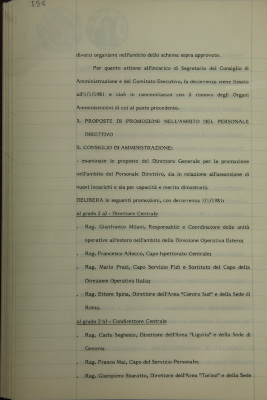 194
diversi organismi nell'ambito dello schema sopra approvato.
Per quanto attiene all'incarico di Segretario del Consiglio di
Amministrazione e del Comitato Esecutivo, la decorrenza viene fissata
all'1/1/1981 e cioè in concomitanza con il rinnovo degli Organi
Amministrativi di cui al punto precedente.
3. PROPOSTE DI PROMOZIONI NELL'AMBITO DEL PERSONALE
DIRETTIVO
IL CONSIGLIO DI AMMINISTRAZIONE:
- esaminate le proposte del Direttore Generale per la promozione
nell'ambito del Personale Direttivo, sia in relazione all'assunzione di
nuovi incarichi e sia per capacità e merito dimostrati;
DELIBERA le seguenti promozioni, con decorrenza 1/1/1981:
al grado 2 a) - Direttore Centrale
. Rag. Gianfranco Milani, Responsabile e Coordinatore delle unità
operative all'estero nell'ambito della Direzione Operativa Estero;
. Rag. Francesco Albecco, Capo Ispettorato Centrale;
. Rag. Mario Prati, Capo Servizio Fidi e Sostituto del Capo della
Direzione Operativa Italia;
. Rag. Ettore Spina, Direttore dell'Area "Centro Sud" e della Sede di
Roma.
al grado 2 b) - Condirettore Centrale
. Rag. Carlo Seghesio, Direttore dell'Area "Liguria" e della Sede di
Genova;
. Rag. Franco Mai, Capo del Servizio Personale;
. Rag. Giampiero Bisoratto, Direttore dell'Area "Torino" e della Sede